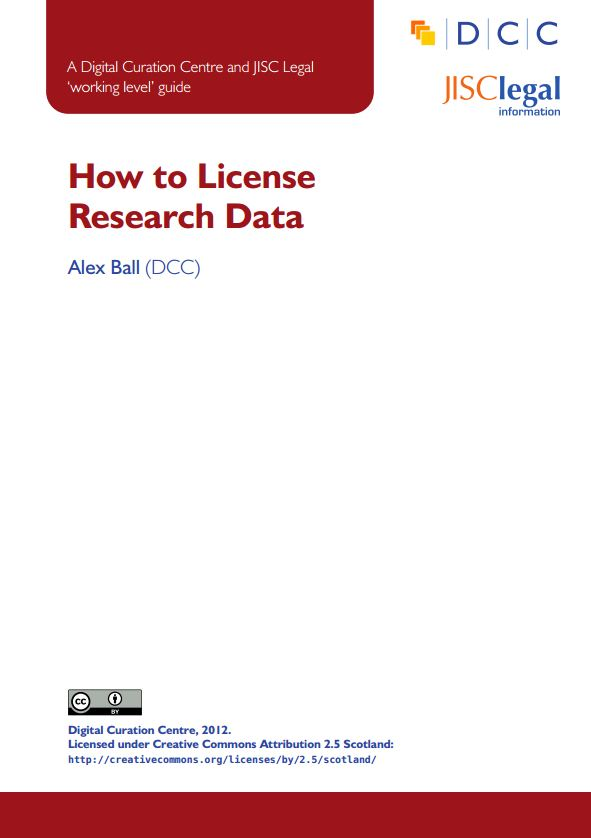 A Digital Curation Centre and JISC Legal
‘working level’ guide
D C C
JISClegal
information
How to License
Research Data
Alex Ball (DCC)
cc
BY
Digital Curation Centre, 2012.
Licensed under Creative Commons Attribution 2.5 Scotland:
http://creativecommons.org/licenses/by/2.5/scotland/